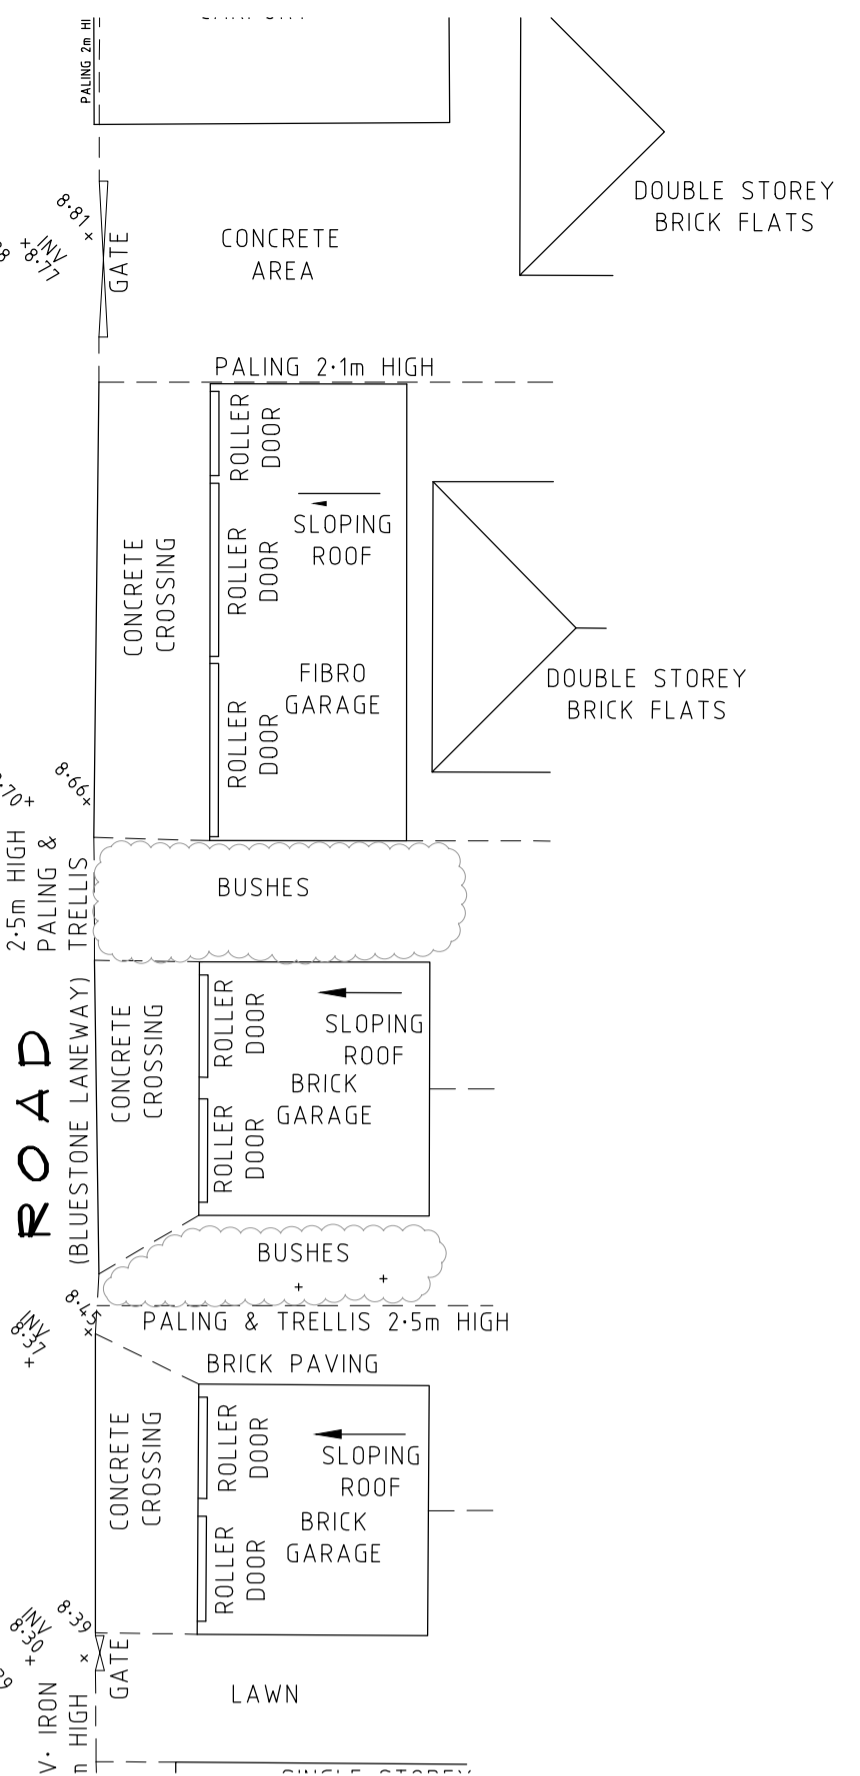 PALING 2m HI
DOUBLE STOREY
BRICK FLATS
8·81
INV
8·77
GATE
CONCRETE
AREA
PALING 2·1m HIGH
ROLLER
DOOR
SLOPING
ROOF
ROLLER
DOOR
CONCRETE
CROSSING
FIBRO
GARAGE
DOUBLE STOREY
BRICK FLATS
ROLLER
DOOR
8·66
·70
2·5m HIGH
PALING &
TRELLIS
BUSHES
ROAD
(BLUESTONE LANEWAY)
CONCRETE
CROSSING
ROLLER
DOOR
SLOPING
ROOF
BRICK
GARAGE
ROLLER
DOOR
BUSHES
8·45
INV
8·37
PALING & TRELLIS 2·5m HIGH
BRICK PAVING
CONCRETE
CROSSING
ROLLER
DOOR
SLOPING
ROOF
BRICK
GARAGE
ROLLER
DOOR
8·39
INV
8·30
GATE
LAWN
V· IRON
m HIGH
SINGLE STOREY